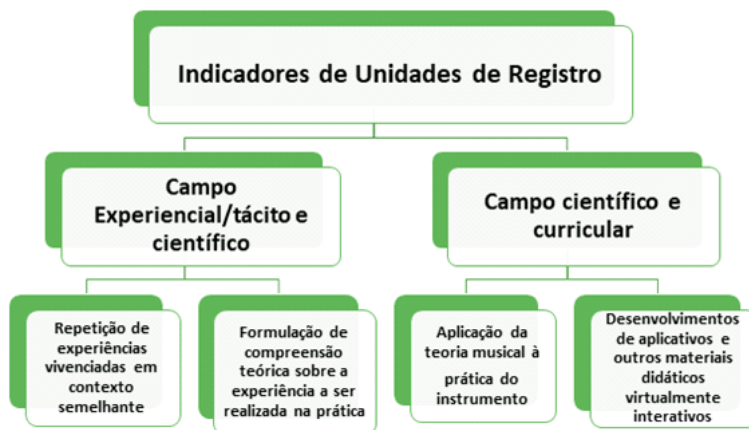 Indicadores de Unidades de Registro
Campo
Experiencial/tácito e
científico
Campo científico e
curricular
Repetição de
experiências
vivenciadas em
contexto
semelhante
Formulação de
compreensão
teórica sobre a
experiência a ser
realizada na prática
Aplicação da
teoria musical à
prática do
instrumento
Desenvolvimentos
de aplicativos e
outros materiais
didáticos
virtualmente
interativos